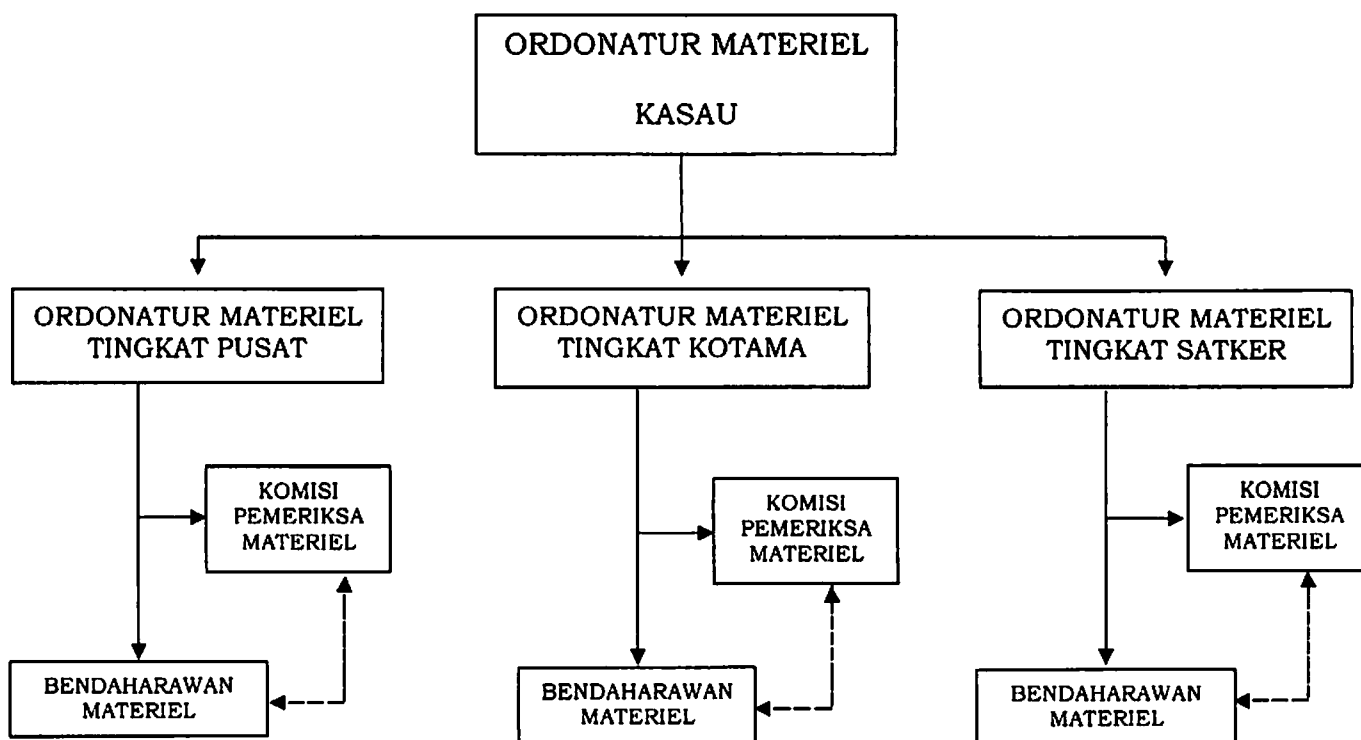 ORDONATUR MATERIEL
KASAU
ORDONATUR MATERIEL
TINGKAT PUSAT
ORDONATUR MATERIEL
TINGKAT KOTAMA
ORDONATUR MATERIEL
TINGKAT SATKER
KOMISI
PEMERIKSA
MATERIEL
KOMISI
PEMERIKSA
MATERIEL
KOMISI
PEMERIKSA
MATERIEL
BENDAHARAWAN
MATERIEL
BENDAHARAWAN
MATERIEL
BENDAHARAWAN
MATERIEL